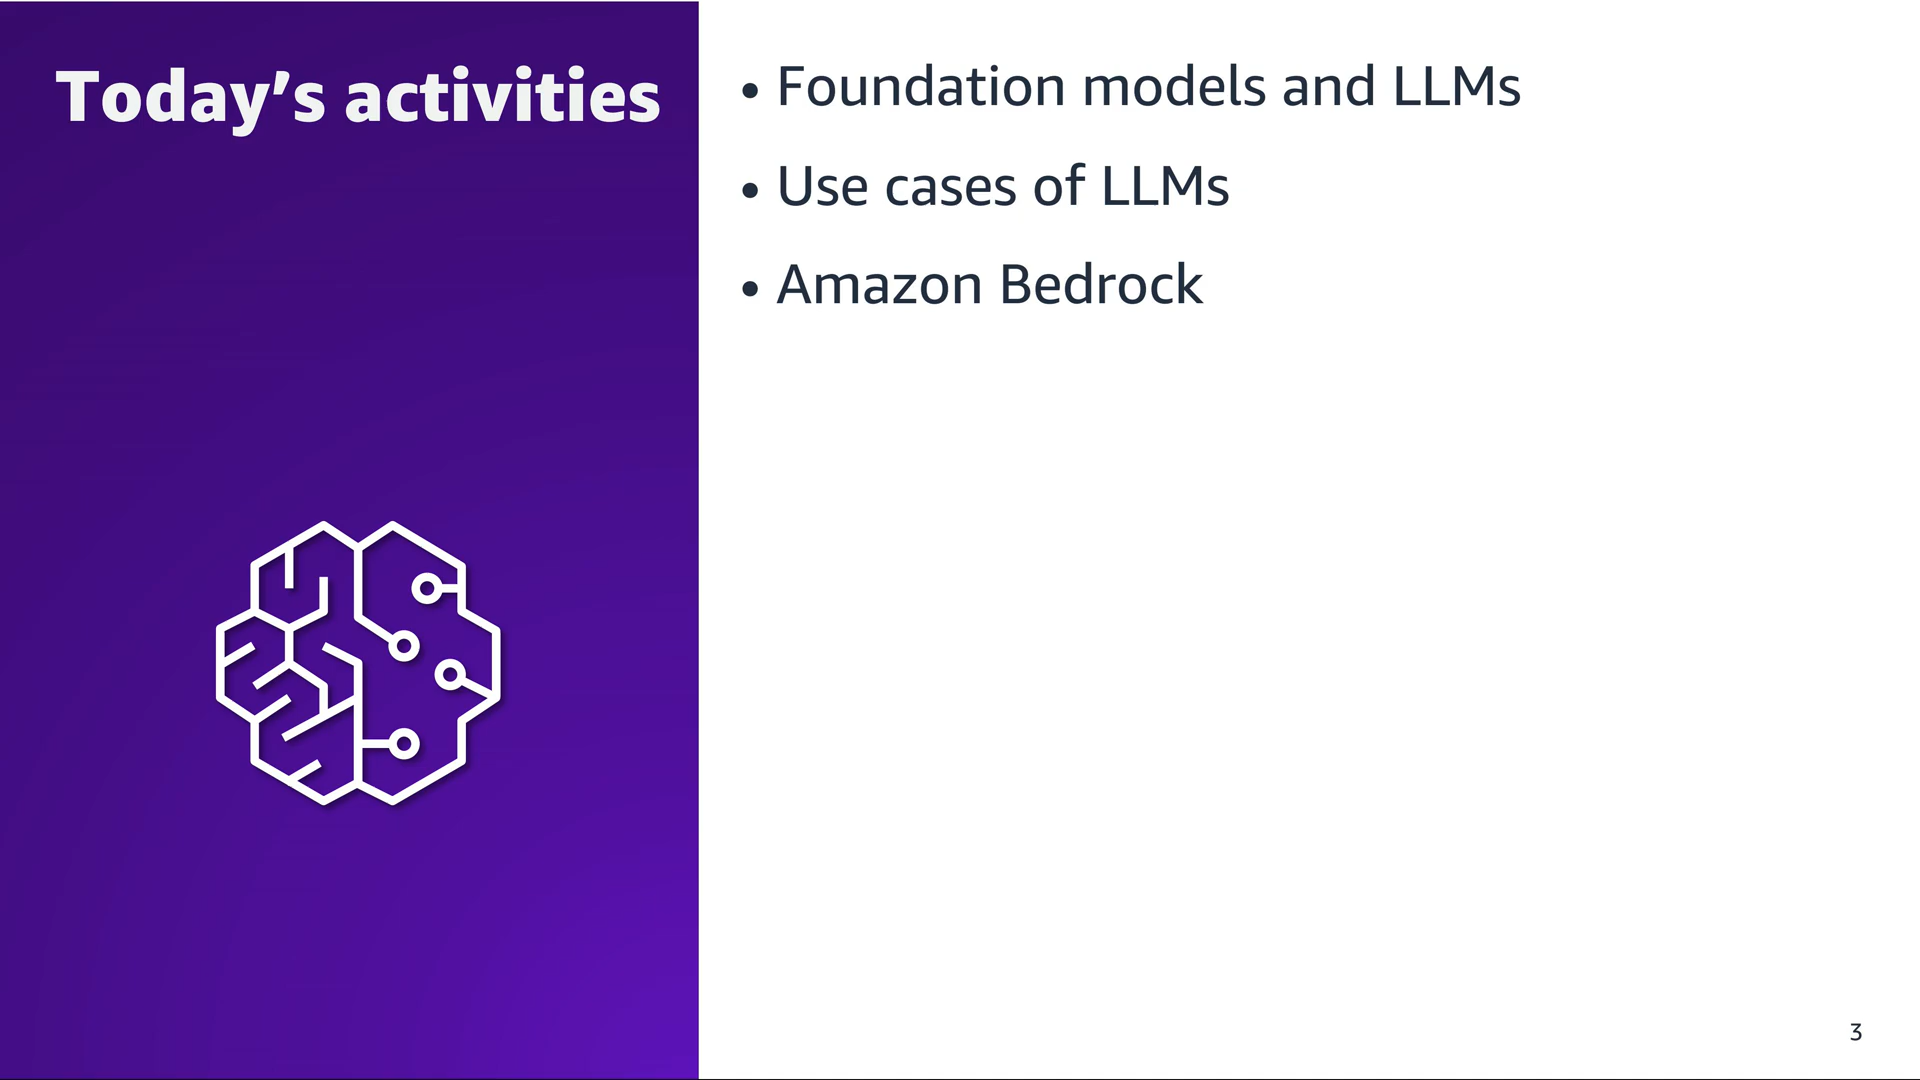 Today’s activities
• Foundation models and LLMs
• Use cases of LLMs
• Amazon Bedrock
3